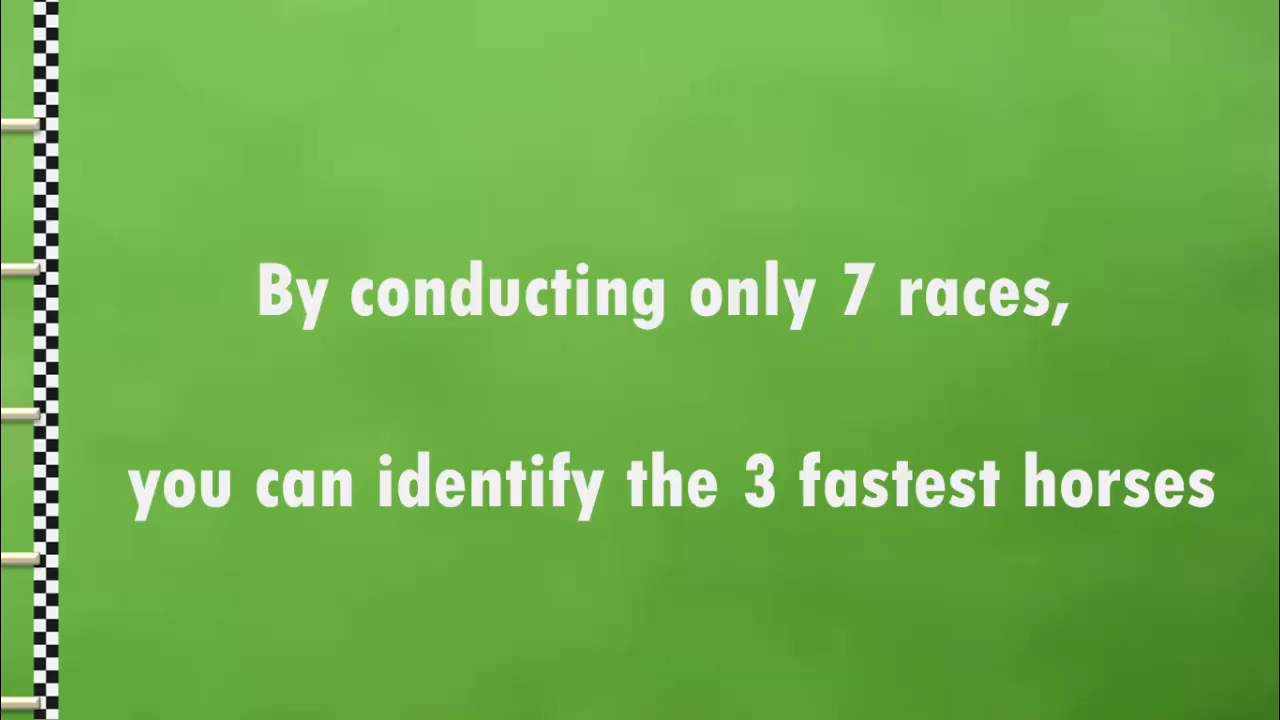 By conducting only 7 races,
you can identify the 3 fastest horses